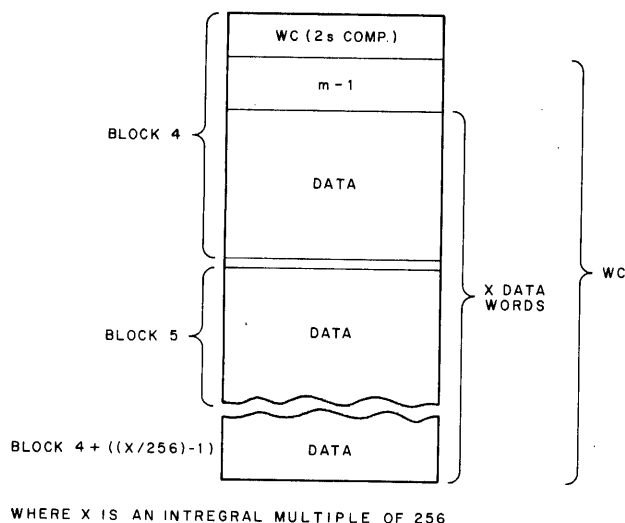 WC (2s COMP.)
m-1
BLOCK 4
DATA
WC
X DATA
WORDS
BLOCK 5
DATA
BLOCK 4 + ((X/256)-1)
DATA
WHERE X IS AN INTREGRAL MULTIPLE OF 256